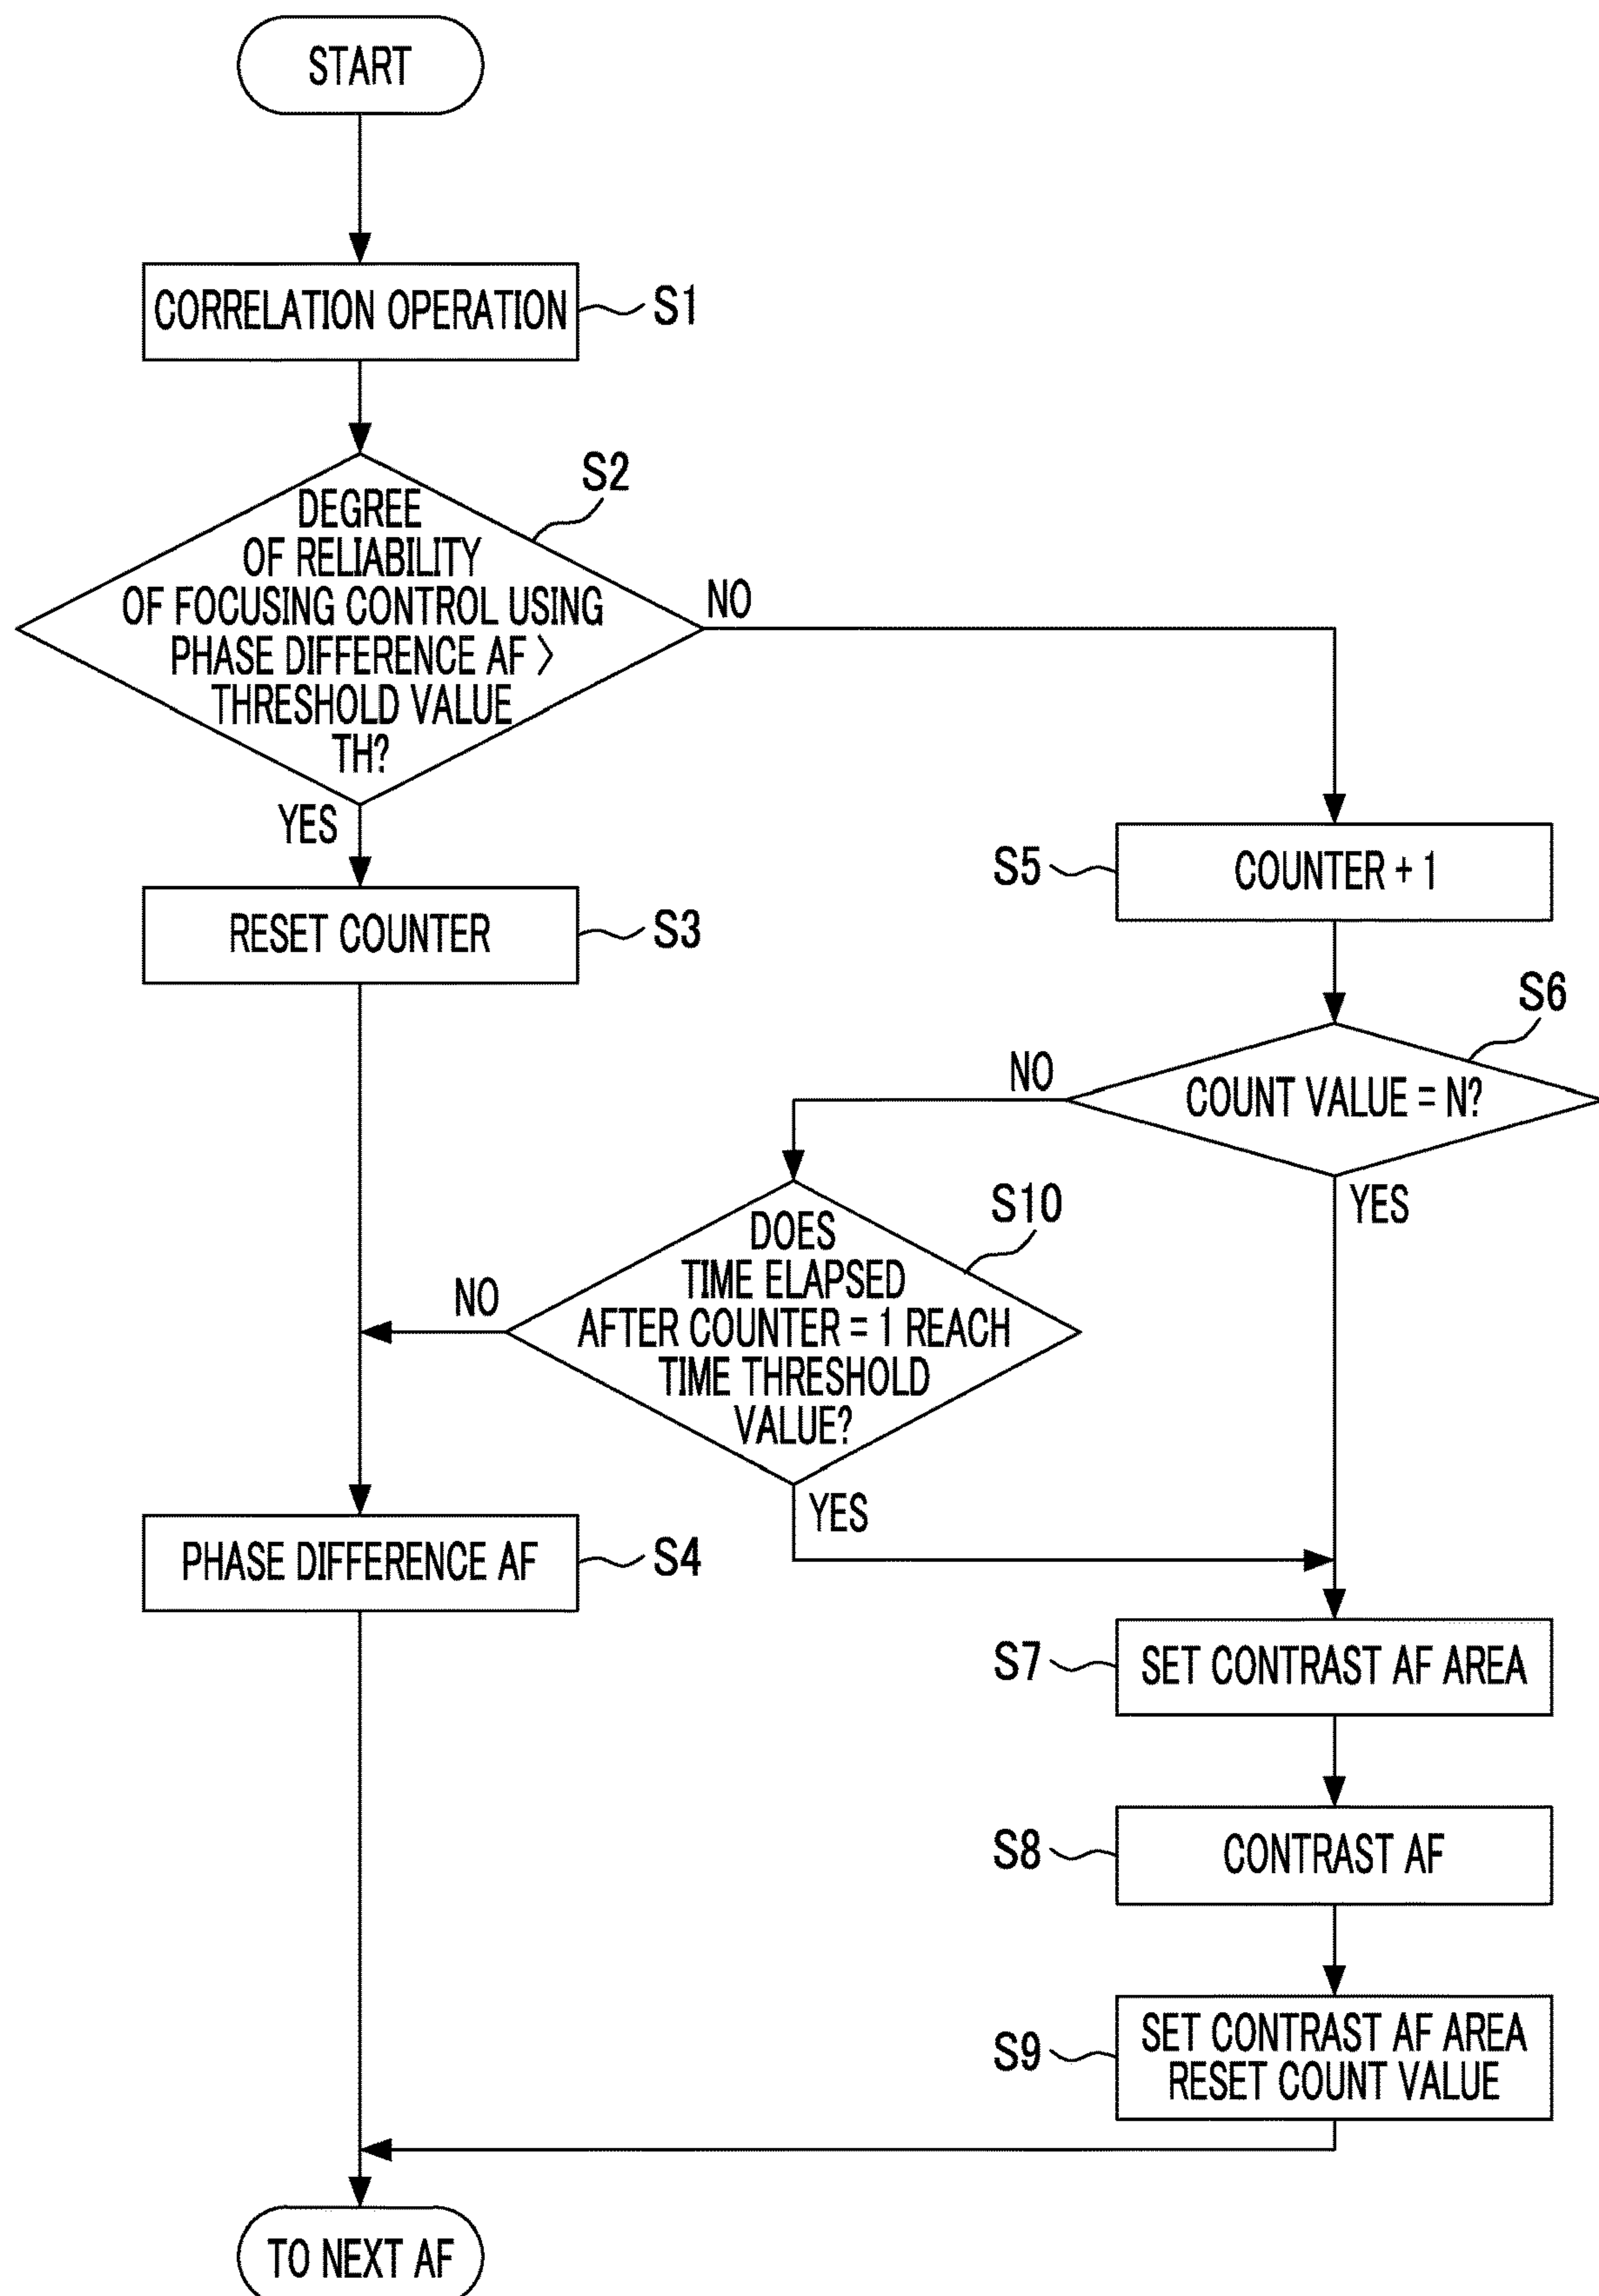 START
CORRELATION OPERATION
S1
S2
DEGREE
OF RELIABILITY
OF FOCUSING CONTROL USING
PHASE DIFFERENCE AF >
THRESHOLD VALUE
TH?
NO
YES
RESET COUNTER
S3
S5
COUNTER + 1
S6
COUNT VALUE = N?
NO
YES
S10
DOES
TIME ELAPSED
AFTER COUNTER = 1 REACH
TIME THRESHOLD
VALUE?
NO
YES
PHASE DIFFERENCE AF
S4
S7
SET CONTRAST AF AREA
S8
CONTRAST AF
S9
SET CONTRAST AF AREA
RESET COUNT VALUE
TO NEXT AF